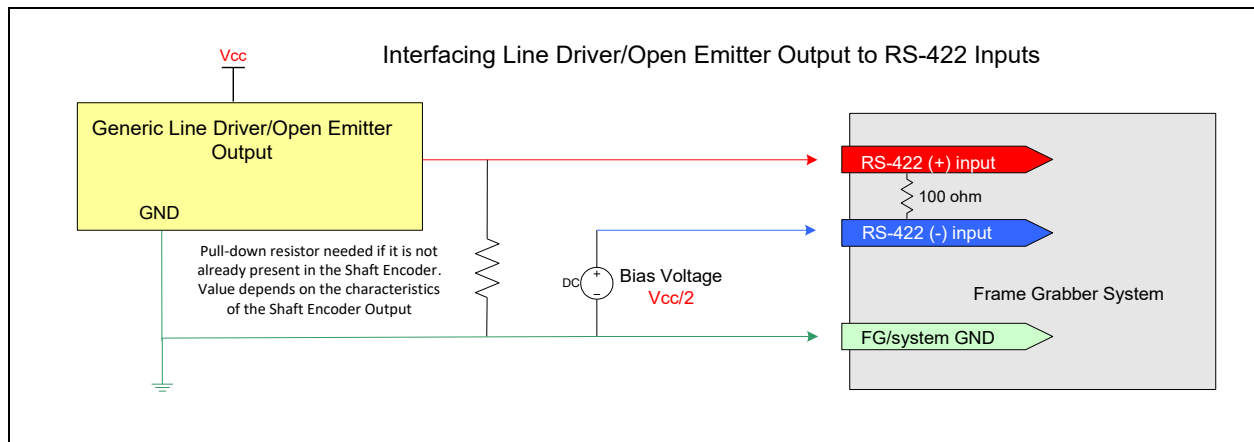 Interfacing Line Driver/Open Emitter Output to RS-422 Inputs
Vcc
Generic Line Driver/Open Emitter
Output
GND
Pull-down resistor needed if it is not
already present in the Shaft Encoder.
Value depends on the characteristics
of the Shaft Encoder Output
DC
+
−
Bias Voltage
Vcc/2
RS-422 (+) input
100 ohm
RS-422 (-) input
Frame Grabber System
FG/system GND